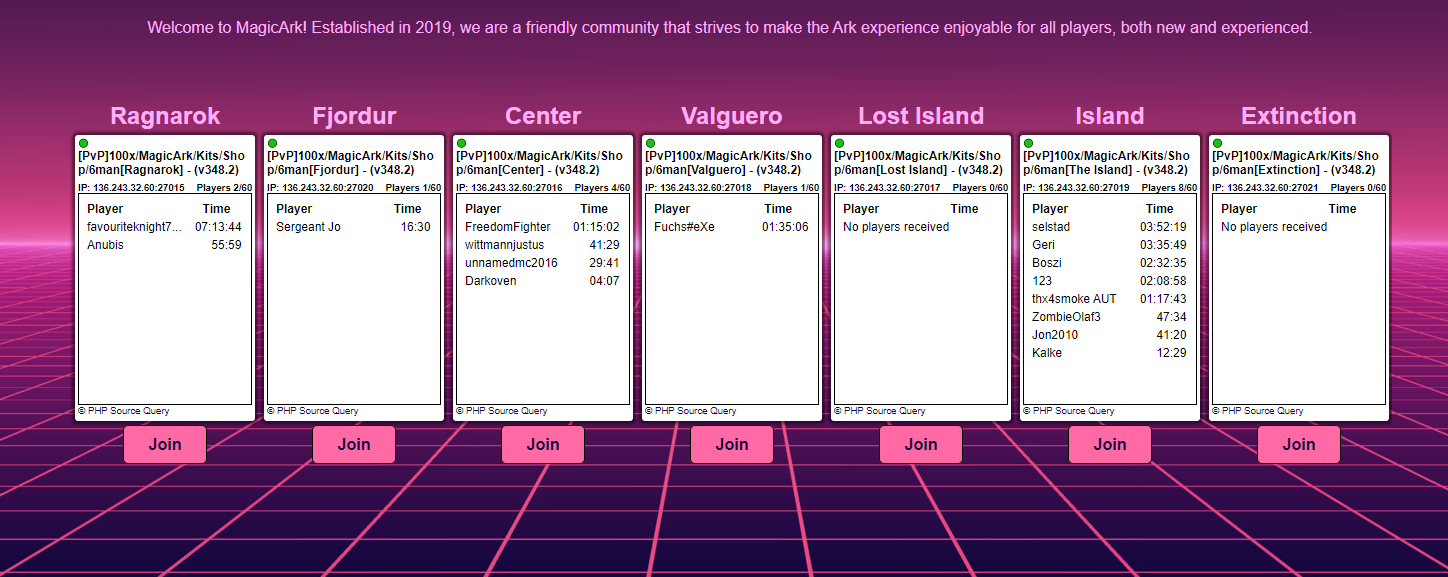 Welcome to MagicArk! Established in 2019, we are a friendly community that strives to make the Ark experience enjoyable for all players, both new and experienced.
Ragnarok
[PvP]100x/MagicArk/Kits/Sho
p/6man[Ragnarok] - (v348.2)
IP: 136.243.32.60:27015 Players 2/60
Player Time
favouriteknight7... 07:13:44
Anubis 55:59
© PHP Source Query
Join
Fjordur
[PvP]100x/MagicArk/Kits/Sho
p/6man[Fjordur] - (v348.2)
IP: 136.243.32.60:27020 Players 1/60
Player Time
Sergeant Jo 16:30
© PHP Source Query
Join
Center
[PvP]100x/MagicArk/Kits/Sho
p/6man[Center] - (v348.2)
IP: 136.243.32.60:27016 Players 4/60
Player Time
FreedomFighter 01:15:02
wittmannjustus 41:29
unnamedmc2016 29:41
Darkoven 04:07
© PHP Source Query
Join
Valguero
[PvP]100x/MagicArk/Kits/Sho
p/6man[Valguero] - (v348.2)
IP: 136.243.32.60:27018 Players 1/60
Player Time
Fuchs#eXe 01:35:06
© PHP Source Query
Join
Lost Island
[PvP]100x/MagicArk/Kits/Sho
p/6man[Lost Island] - (v348.2)
IP: 136.243.32.60:27017 Players 0/60
Player Time
No players received
© PHP Source Query
Join
Island
[PvP]100x/MagicArk/Kits/Sho
p/6man[The Island] - (v348.2)
IP: 136.243.32.60:27019 Players 8/60
Player Time
selstad 03:52:19
Geri 03:35:49
Boszi 02:32:35
123 02:08:58
thx4smoke AUT 01:17:43
ZombieOlaf3 47:34
Jon2010 41:20
Kalke 12:29
© PHP Source Query
Join
Extinction
[PvP]100x/MagicArk/Kits/Sho
p/6man[Extinction] - (v348.2)
IP: 136.243.32.60:27021 Players 0/60
Player Time
No players received
© PHP Source Query
Join